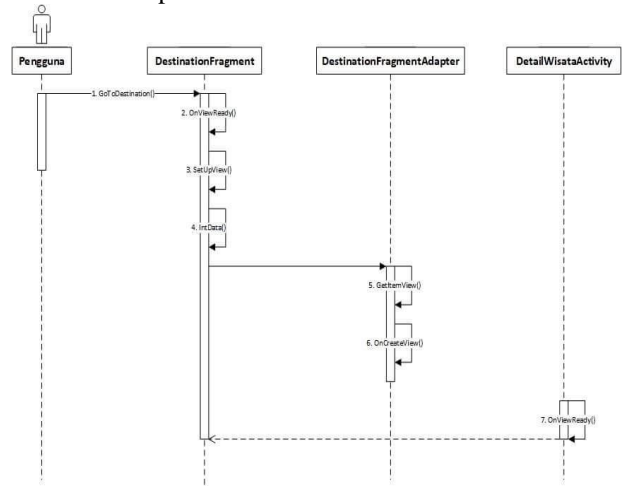 Pengguna
DestinationFragment
DestinationFragmentAdapter
DetailWisataActivity
1. GoToDestination()
2. OnViewReady()
3. SetUpView()
4. IntData()
5. GetItemView()
6. OnCreateView()
7. OnViewReady()